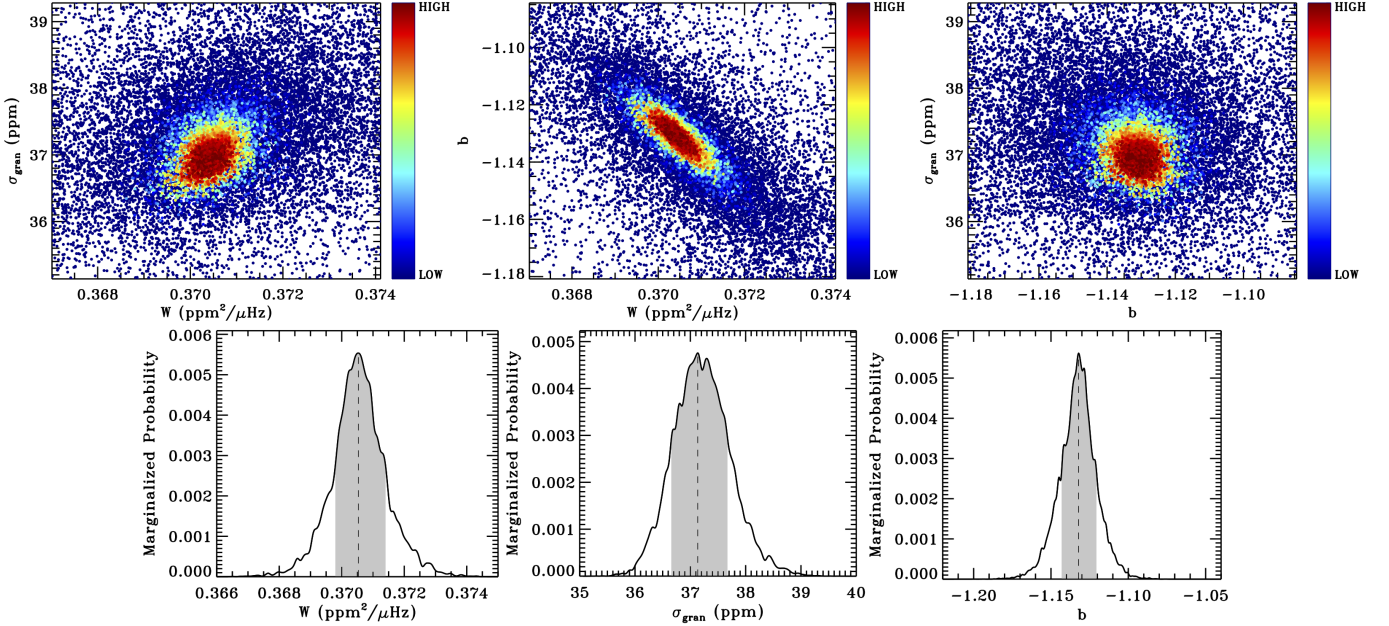 39
38
37
36
σgran (ppm)
0.368 0.370 0.372 0.374
W (ppm²/μHz)
HIGH
LOW
−1.10
−1.12
−1.14
−1.16
−1.18
b
0.368 0.370 0.372 0.374
W (ppm²/μHz)
HIGH
LOW
39
38
37
36
σgran (ppm)
−1.18 −1.16 −1.14 −1.12 −1.10
b
HIGH
LOW
0.006
0.005
0.004
0.003
0.002
0.001
0.000
Marginalized Probability
0.366 0.368 0.370 0.372 0.374
W (ppm²/μHz)
0.005
0.004
0.003
0.002
0.001
0.000
Marginalized Probability
35 36 37 38 39 40
σgran (ppm)
0.006
0.005
0.004
0.003
0.002
0.001
0.000
Marginalized Probability
−1.20 −1.15 −1.10 −1.05
b